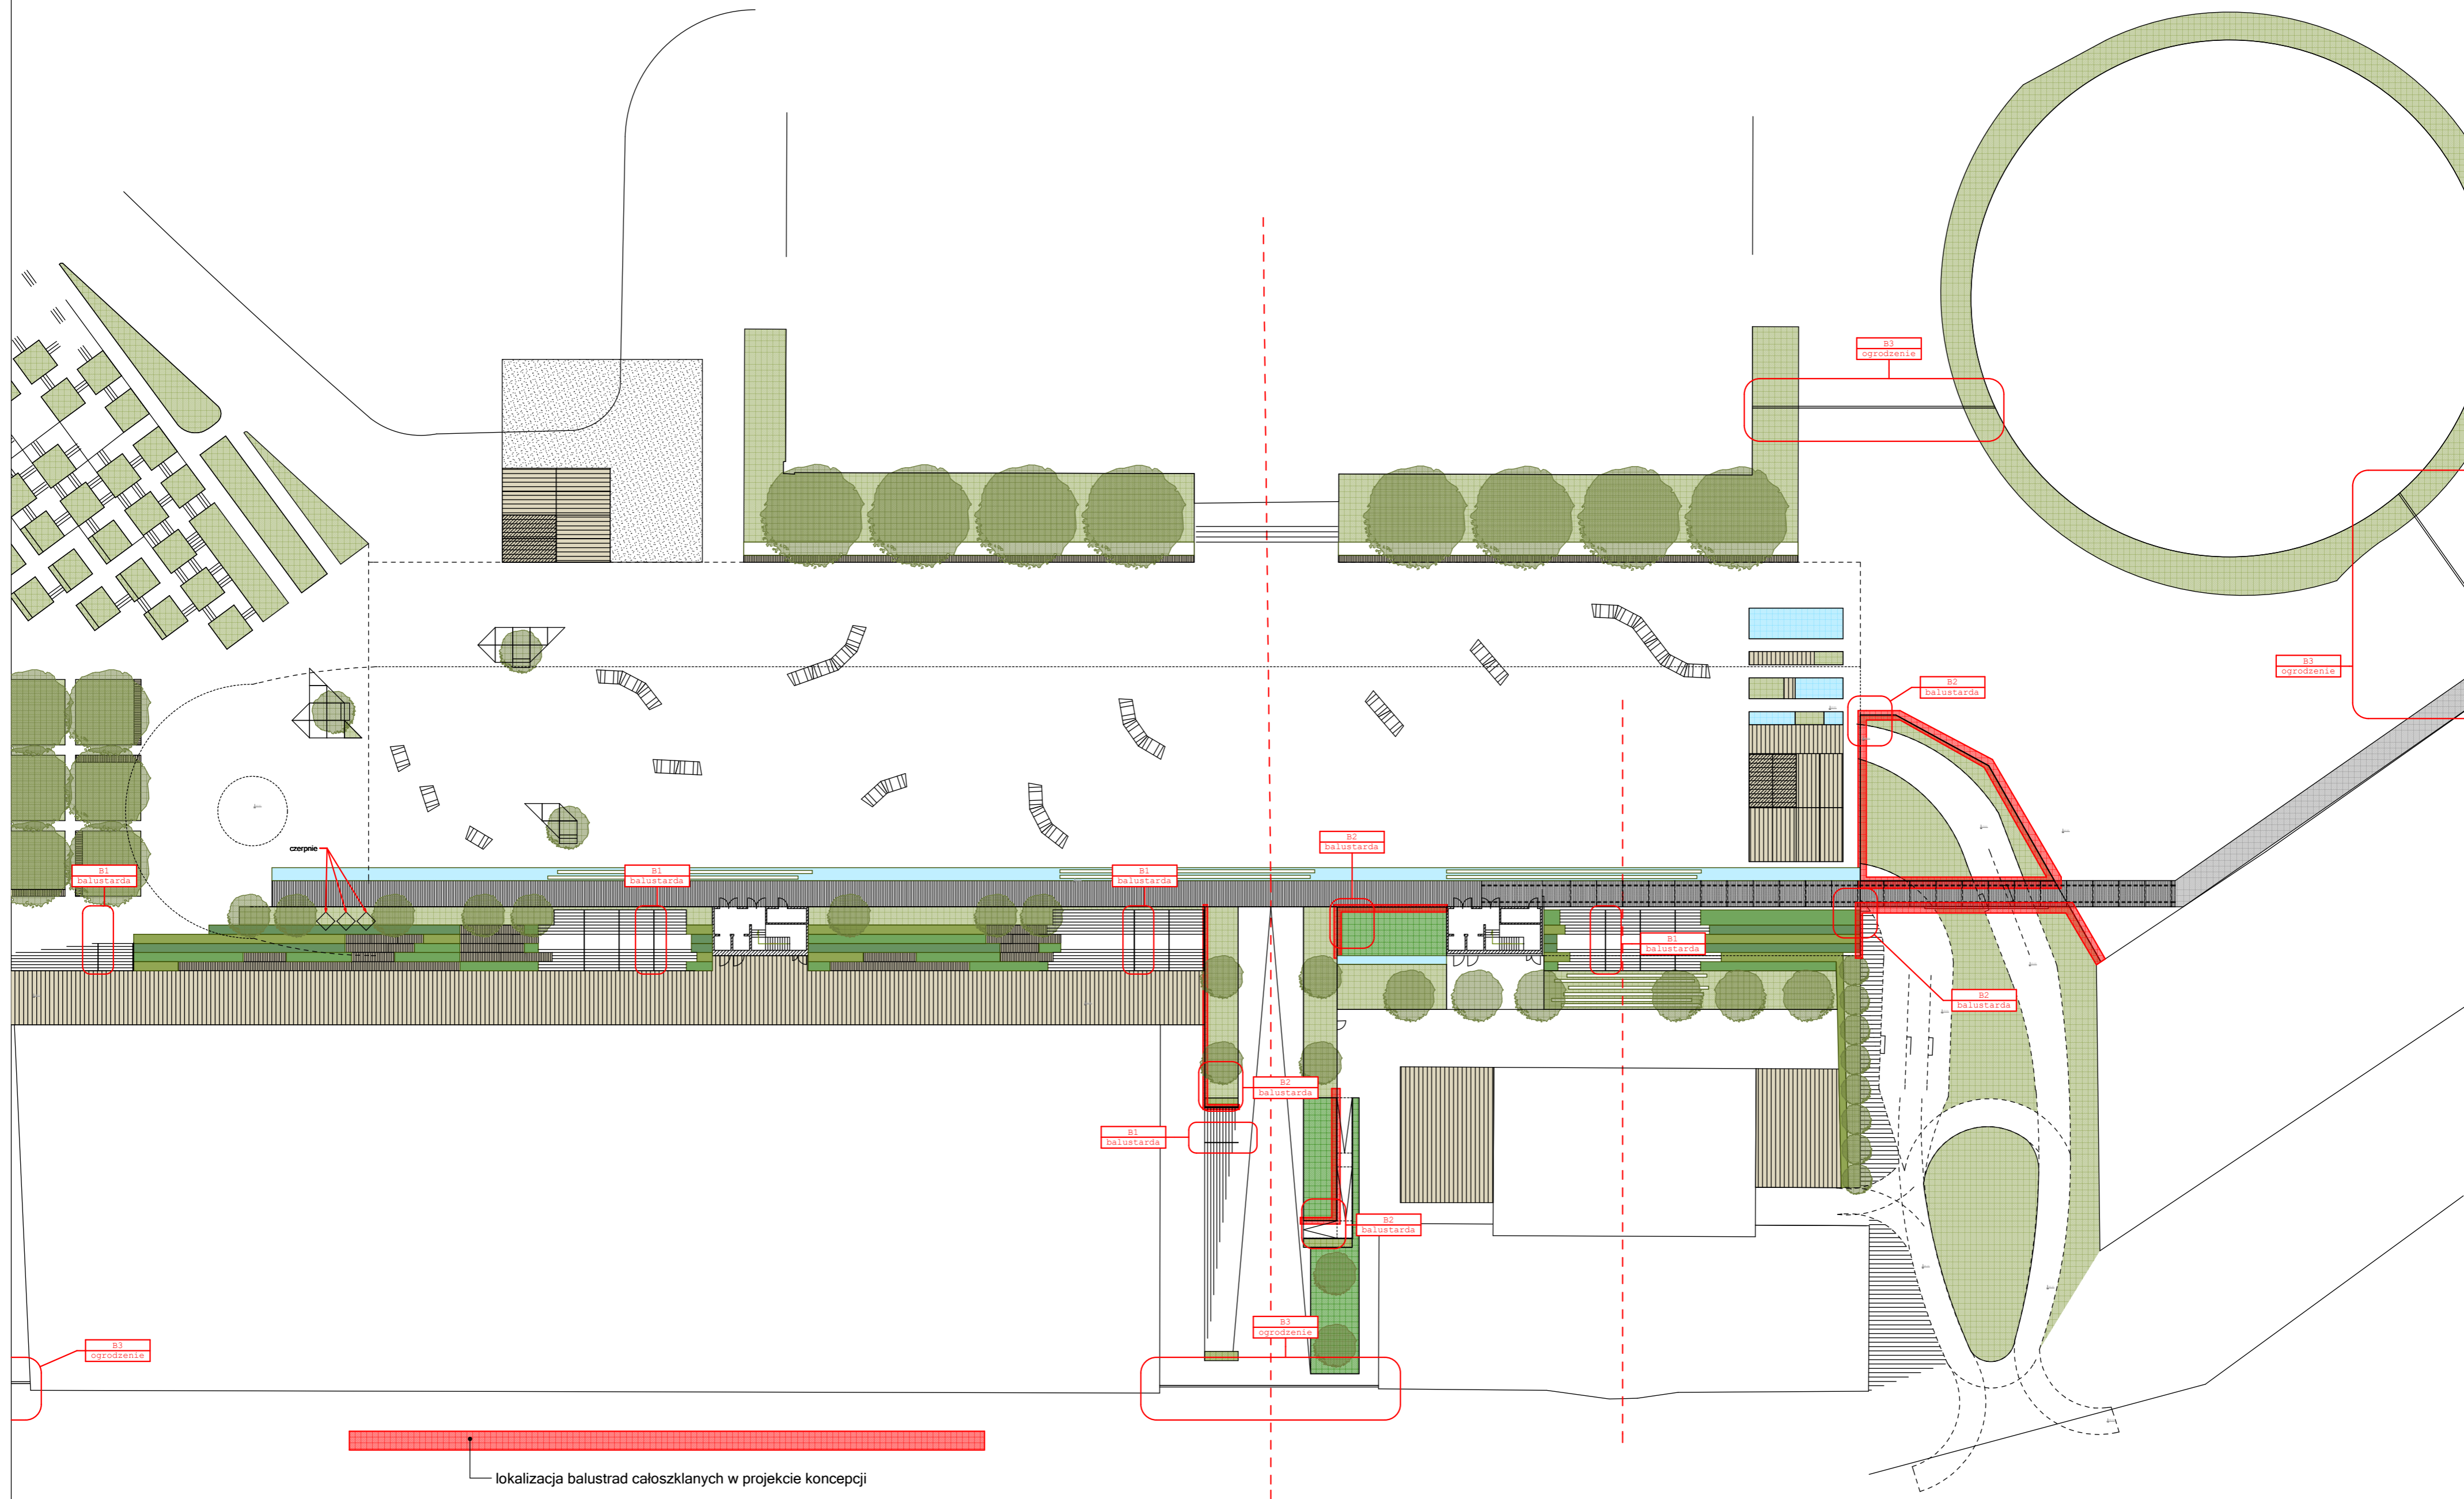 B3
ogrodzenie
B3
ogrodzenie
B2
balustarda
B2
balustarda
czerpnie
B1
balustarda
B1
balustarda
B1
balustarda
B1
balustarda
B2
balustarda
B2
balustarda
B1
balustarda
B2
balustarda
B3
ogrodzenie
B3
ogrodzenie
lokalizacja balustrad całoszklanych w projekcie koncepcji